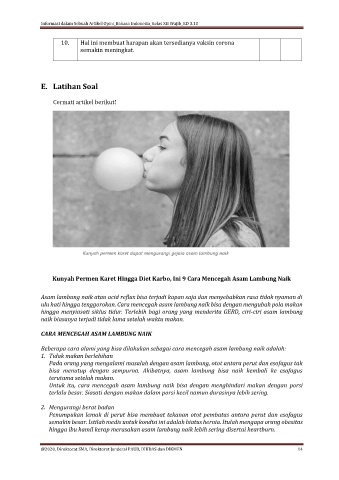 Informasi dalam Sebuah Artikel Opini_Bahasa Indonesia_Kelas XII Wajib_KD 3.10
10. Hal ini membuat harapan akan tersedianya vaksin corona
semakin meningkat.
E. Latihan Soal
Cermati artikel berikut!
Kunyah permen karet dapat mengurangi gejala asam lambung naik
Kunyah Permen Karet Hingga Diet Karbo, Ini 9 Cara Mencegah Asam Lambung Naik
Asam lambung naik atau acid reflux bisa terjadi kapan saja dan menyebabkan rasa tidak nyaman di
ulu hati hingga tenggorokan. Cara mencegah asam lambung naik bisa dengan mengubah pola makan
hingga menyiasati siklus tidur. Terlebih bagi orang yang menderita GERD, ciri-ciri asam lambung
naik biasanya terjadi tidak lama setelah waktu makan.
CARA MENCEGAH ASAM LAMBUNG NAIK
Beberapa cara alami yang bisa dilakukan sebagai cara mencegah asam lambung naik adalah:
1. Tidak makan berlebihan
Pada orang yang mengalami masalah dengan asam lambung, otot antara perut dan esofagus tak
bisa menutup dengan sempurna. Akibatnya, asam lambung bisa naik kembali ke esofagus
terutama setelah makan.
Untuk itu, cara mencegah asam lambung naik bisa dengan menghindari makan dengan porsi
terlalu besar. Siasati dengan makan dalam porsi kecil namun durasinya lebih sering.
2. Mengurangi berat badan
Penumpukan lemak di perut bisa membuat tekanan otot pembatas antara perut dan esofagus
semakin besar. Istilah medis untuk kondisi ini adalah hiatus hernia. Itulah mengapa orang obesitas
hingga ibu hamil kerap merasakan asam lambung naik lebih sering disertai heartburn.
@2020, Direktorat SMA, Direktorat Jenderal PAUD, DIKDAS dan DIKMEN 14